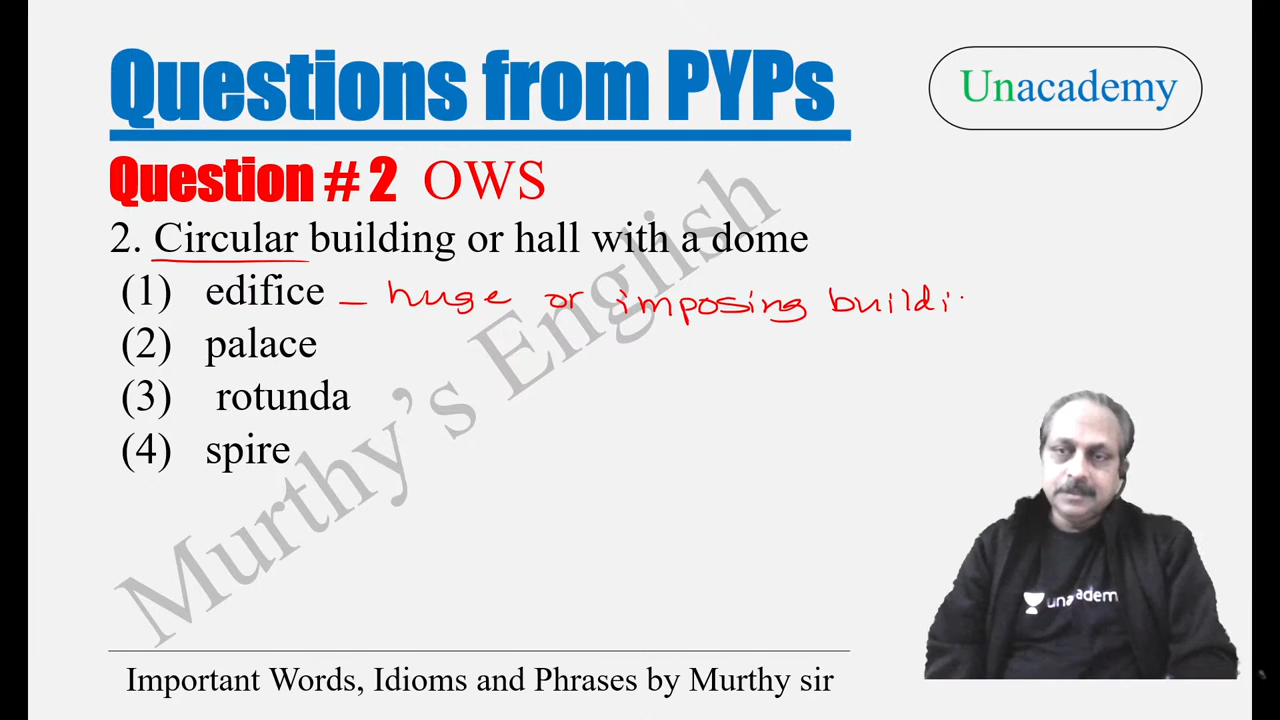 Questions from PYPs
Unacademy
Question # 2 OWS
2. Circular building or hall with a dome
(1) edifice – huge or imposing buildi
(2) palace
(3) rotunda
(4) spire
Murthy's English
unacadem
Important Words, Idioms and Phrases by Murthy sir